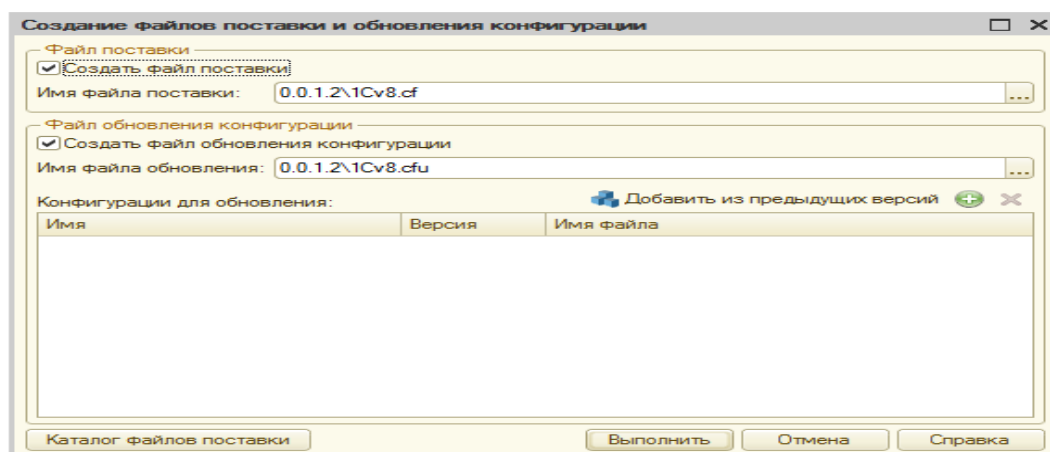 Создание файлов поставки и обновления конфигурации
Файл поставки
Создать файл поставки
Имя файла поставки: 0.0.1.2\1Cv8.cf ...
Файл обновления конфигурации
Создать файл обновления конфигурации
Имя файла обновления: 0.0.1.2\1Cv8.cfu ...
Конфигурации для обновления: Добавить из предыдущих версий
Имя Версия Имя файла
Каталог файлов поставки Выполнить Отмена Справка